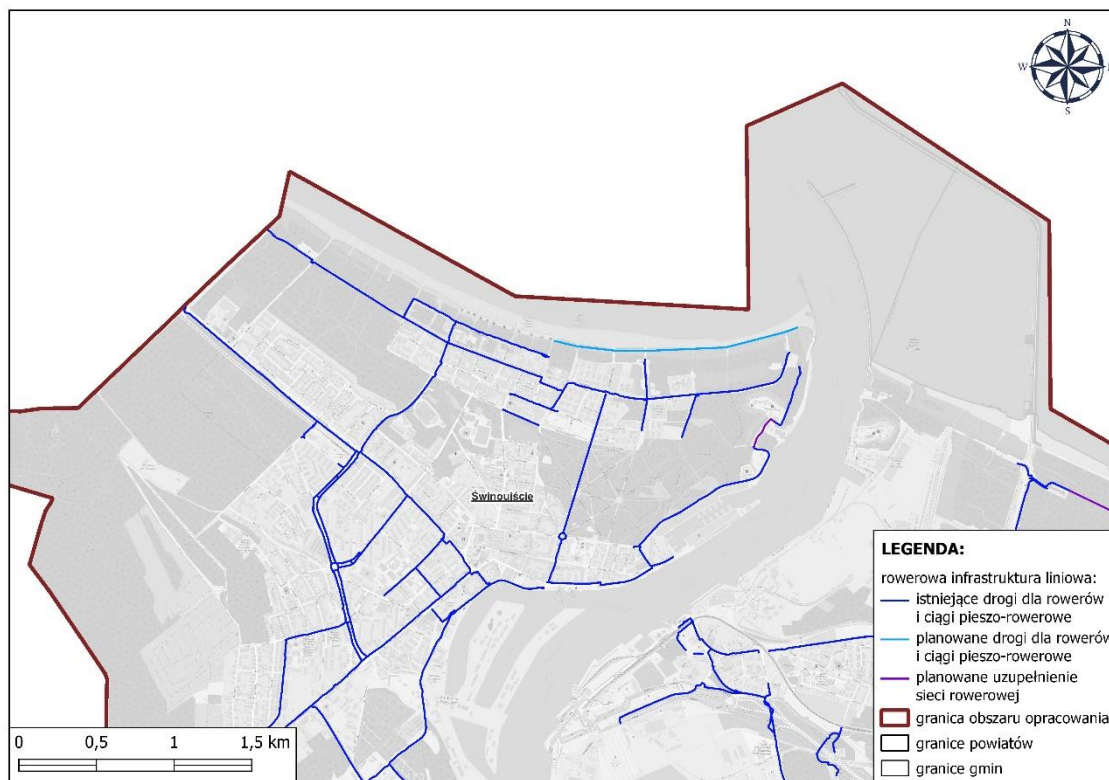 N
W
S
Świnoujście
LEGENDA:
rowerowa infrastruktura liniowa:
istniejące drogi dla rowerów
i ciągi pieszo-rowerowe
planowane drogi dla rowerów
i ciągi pieszo-rowerowe
planowane uzupełnienie
sieci rowerowej
granica obszaru opracowania
granice powiatów
granice gmin
0 0,5 1 1,5 km